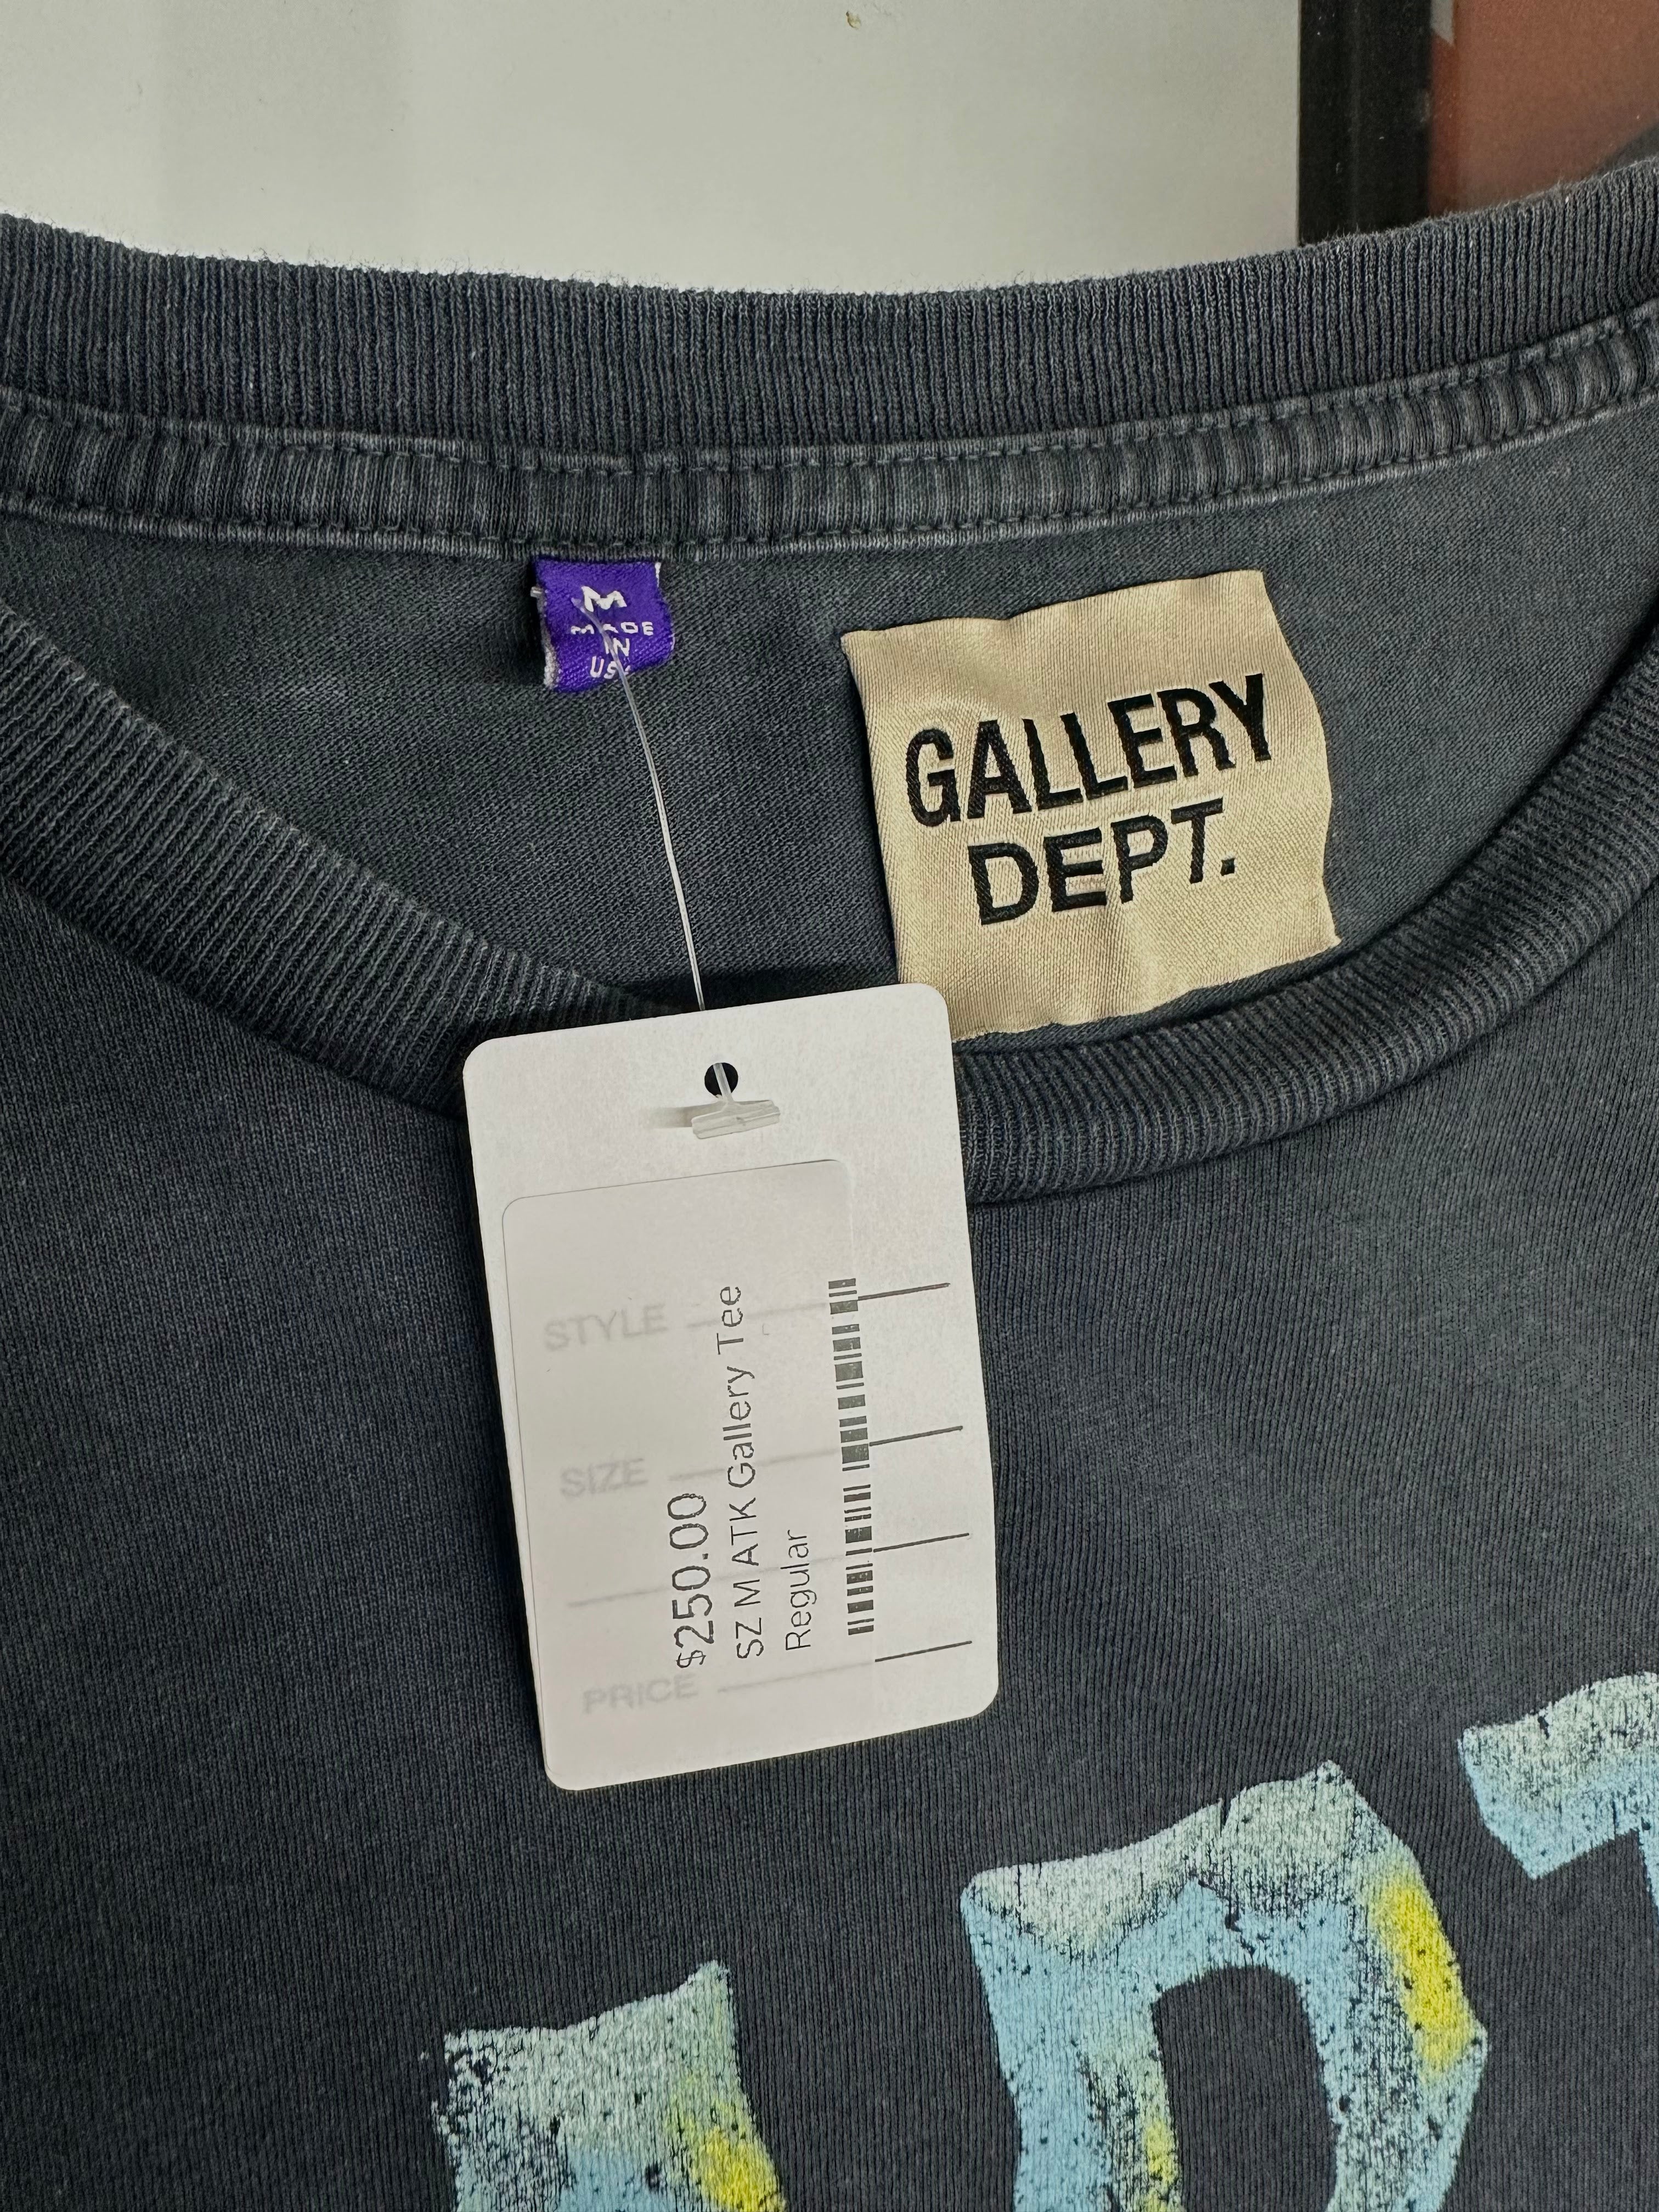 M
MADE
IN
USA
GALLERY
DEPT.
STYLE
SIZE
PRICE
$250.00
SZ M ATK Gallery Tee
Regular